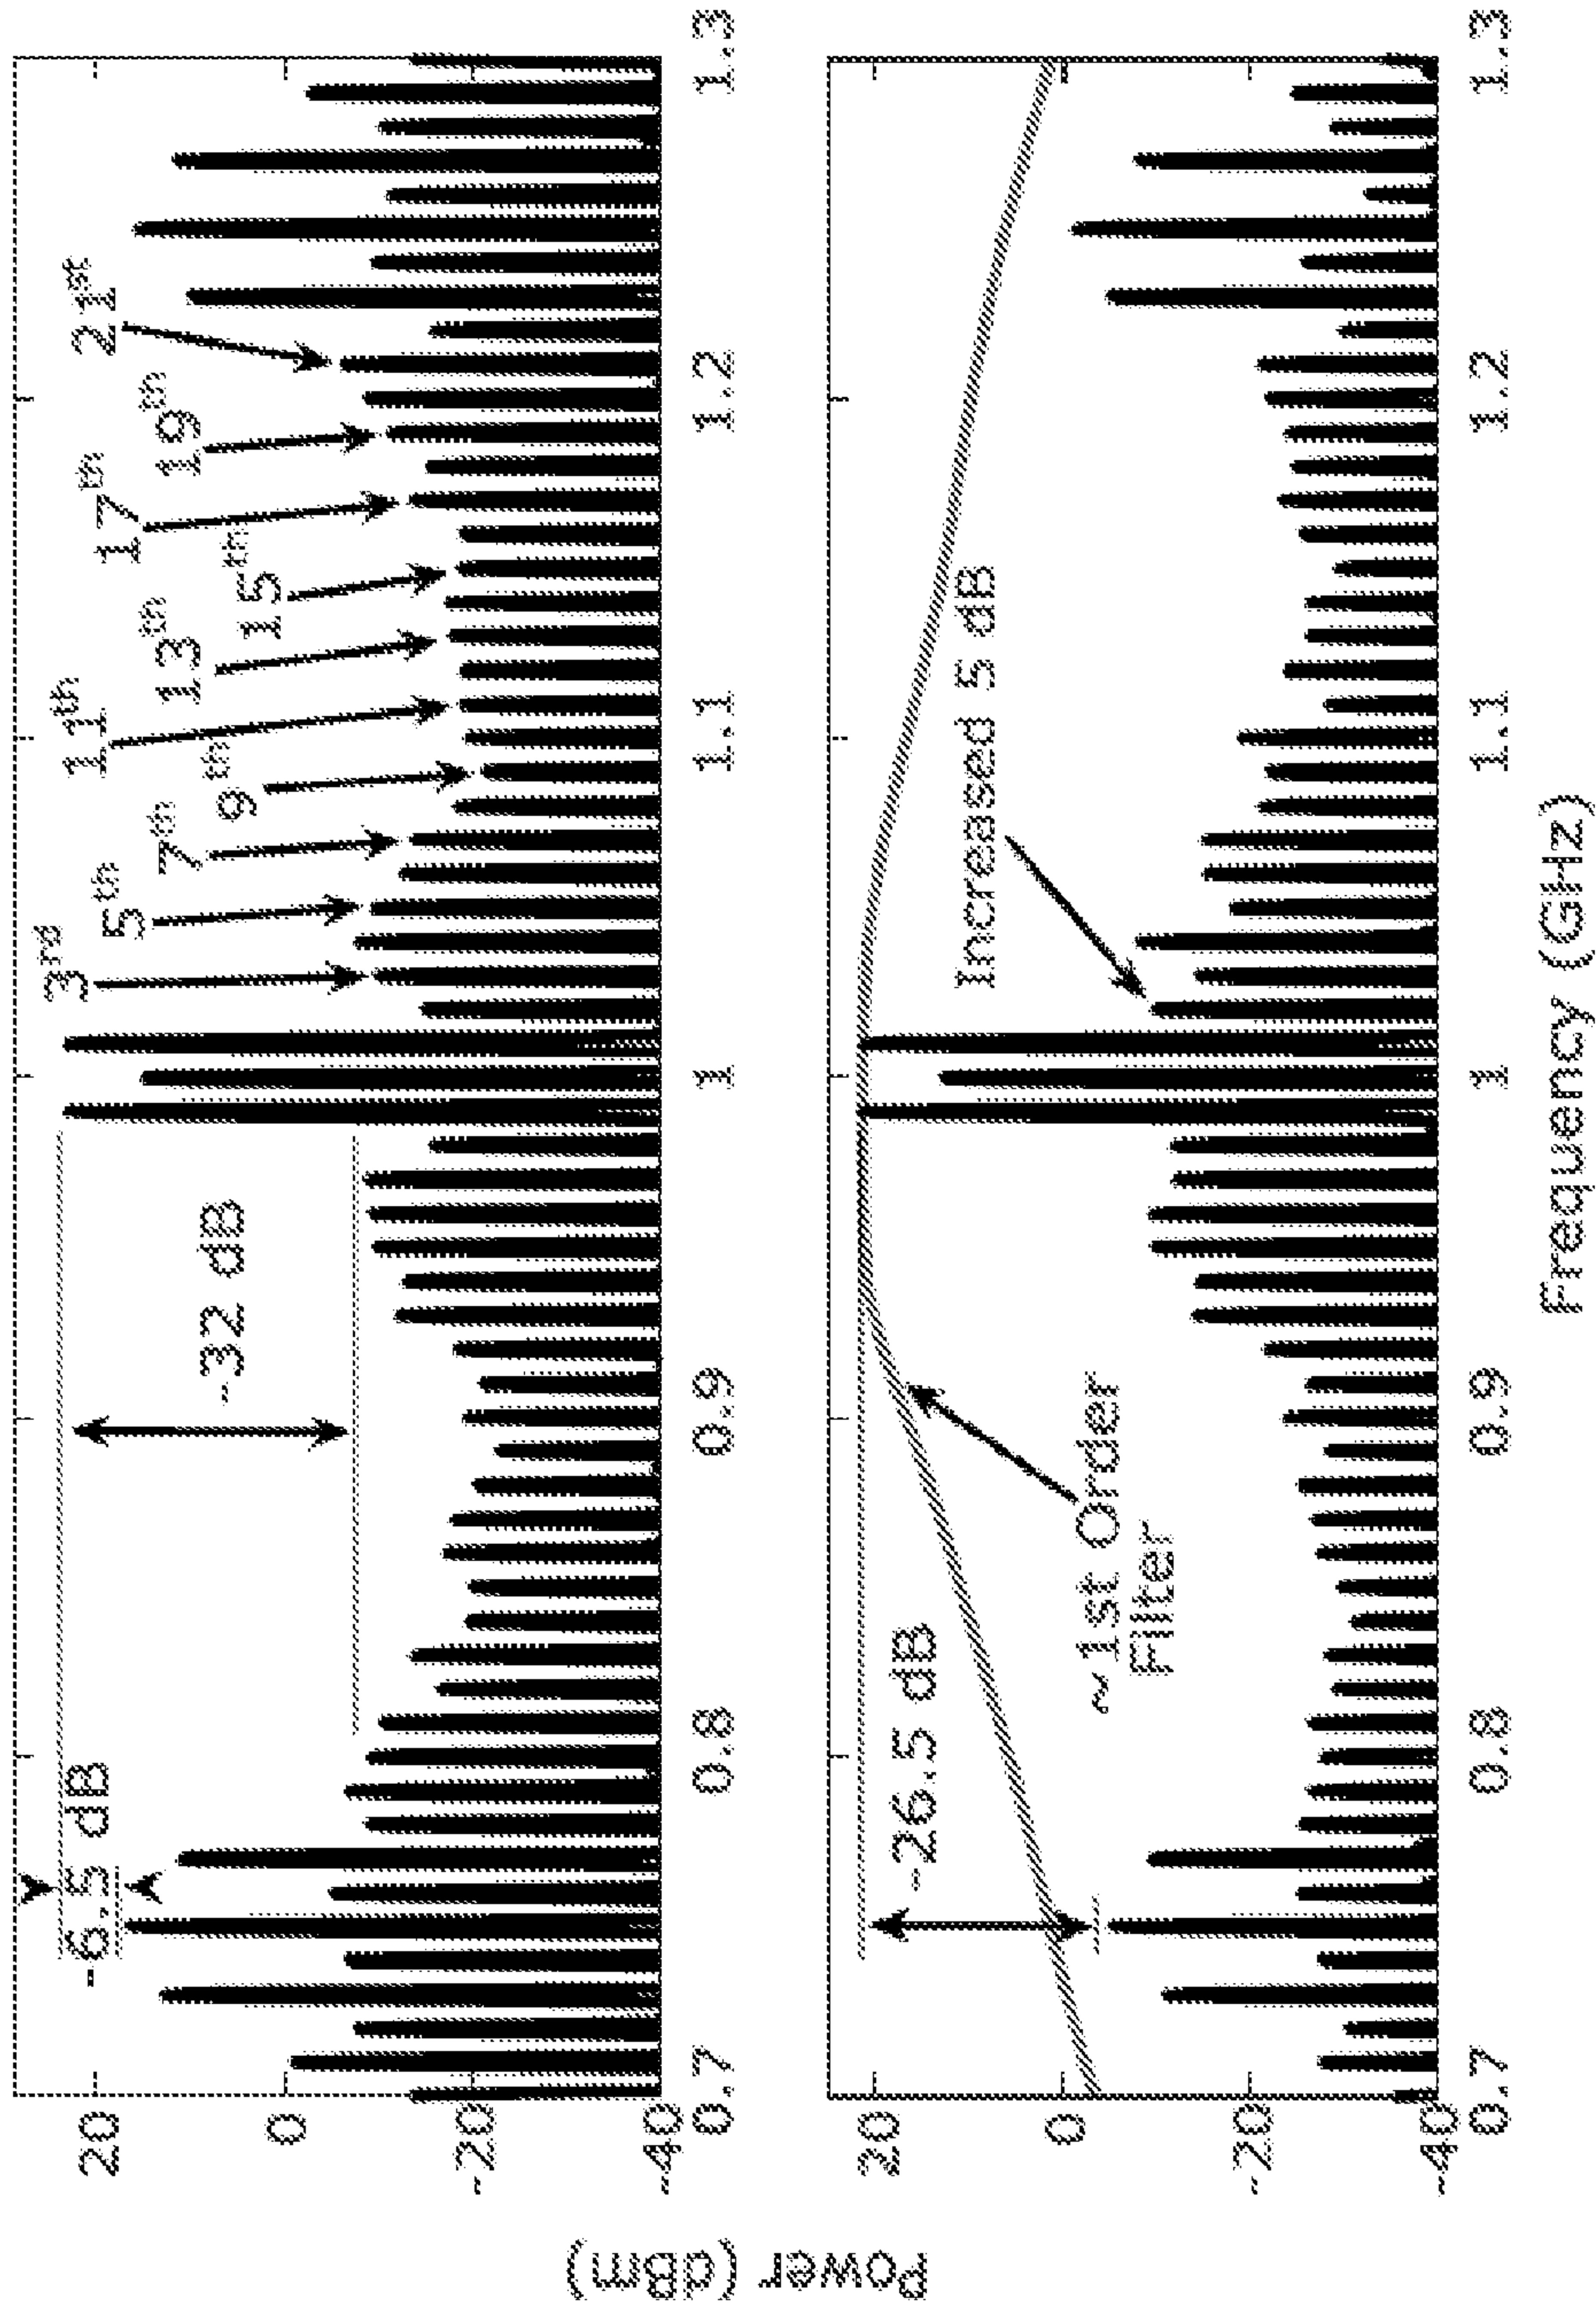 Power (dBm)
20
0
-20
-40
-6.5 dB
-32 dB
3rd
5th
7th
9th
11th
13th
15th
17th
19th
21st
0.7
0.8
0.9
1
1.1
1.2
1.3
20
0
-20
-40
-26.5 dB
~1st Order
Filter
Increased 5 dB
0.7
0.8
0.9
1
1.1
1.2
1.3
Frequency (GHz)